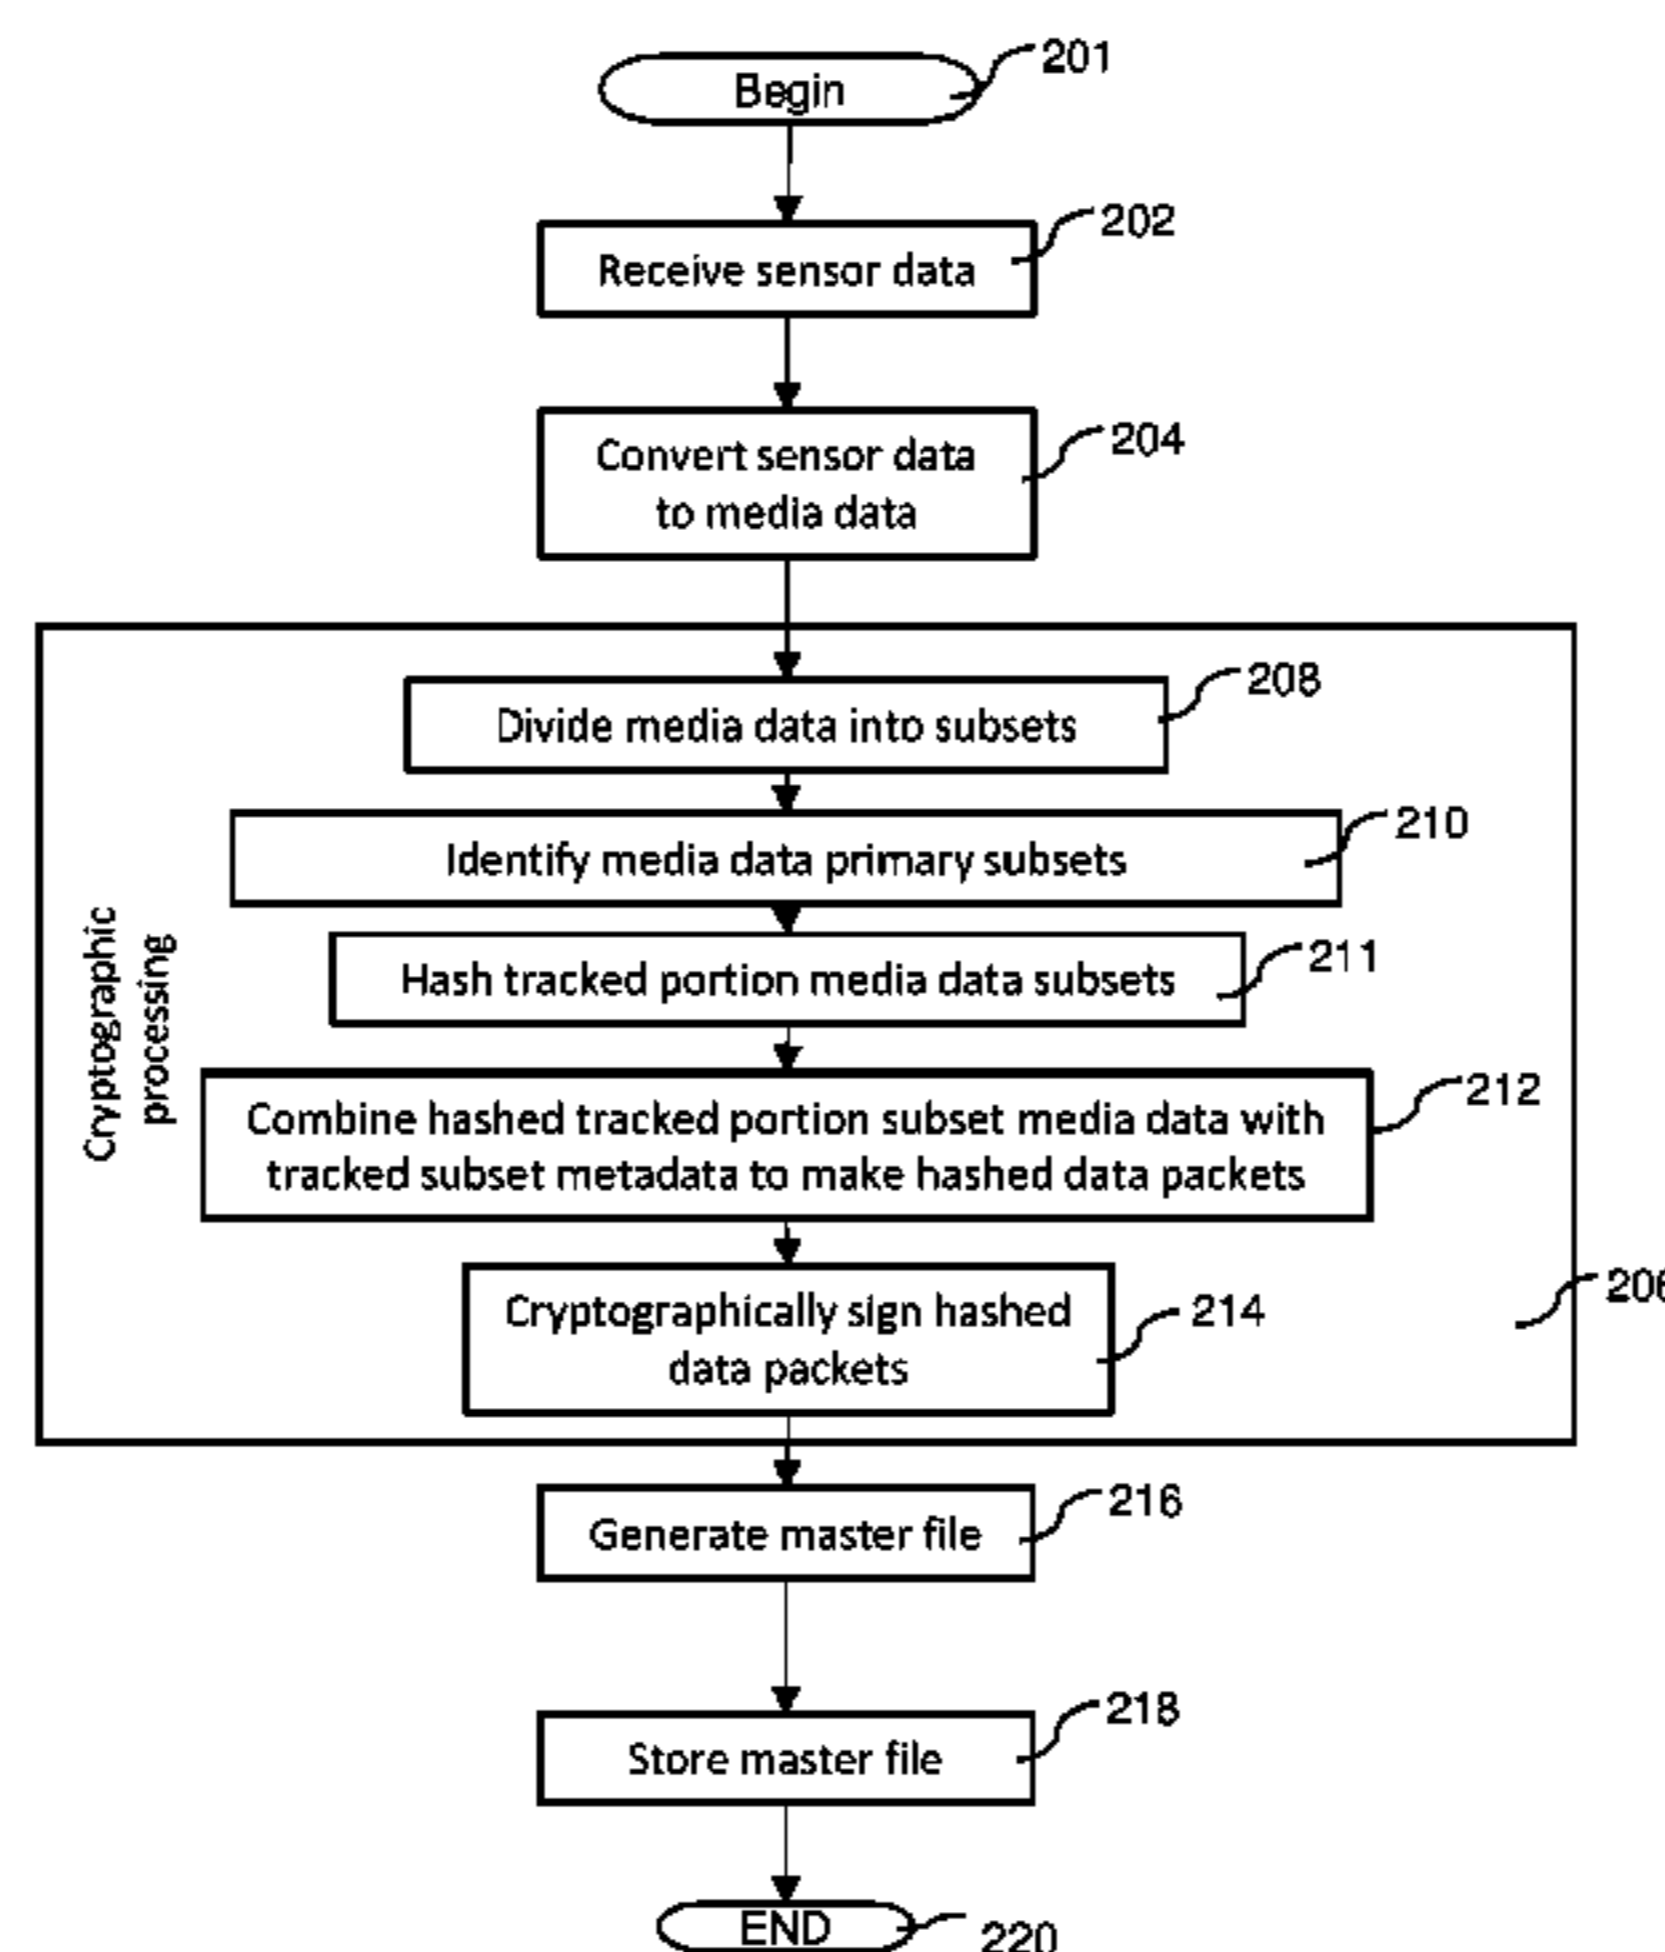 Begin
201
Receive sensor data
202
Convert sensor data
to media data
204
Cryptographic
processing
Divide media data into subsets
208
Identify media data primary subsets
210
Hash tracked portion media data subsets
211
Combine hashed tracked portion subset media data with
tracked subset metadata to make hashed data packets
212
Cryptographically sign hashed
data packets
214
206
Generate master file
216
Store master file
218
END
220